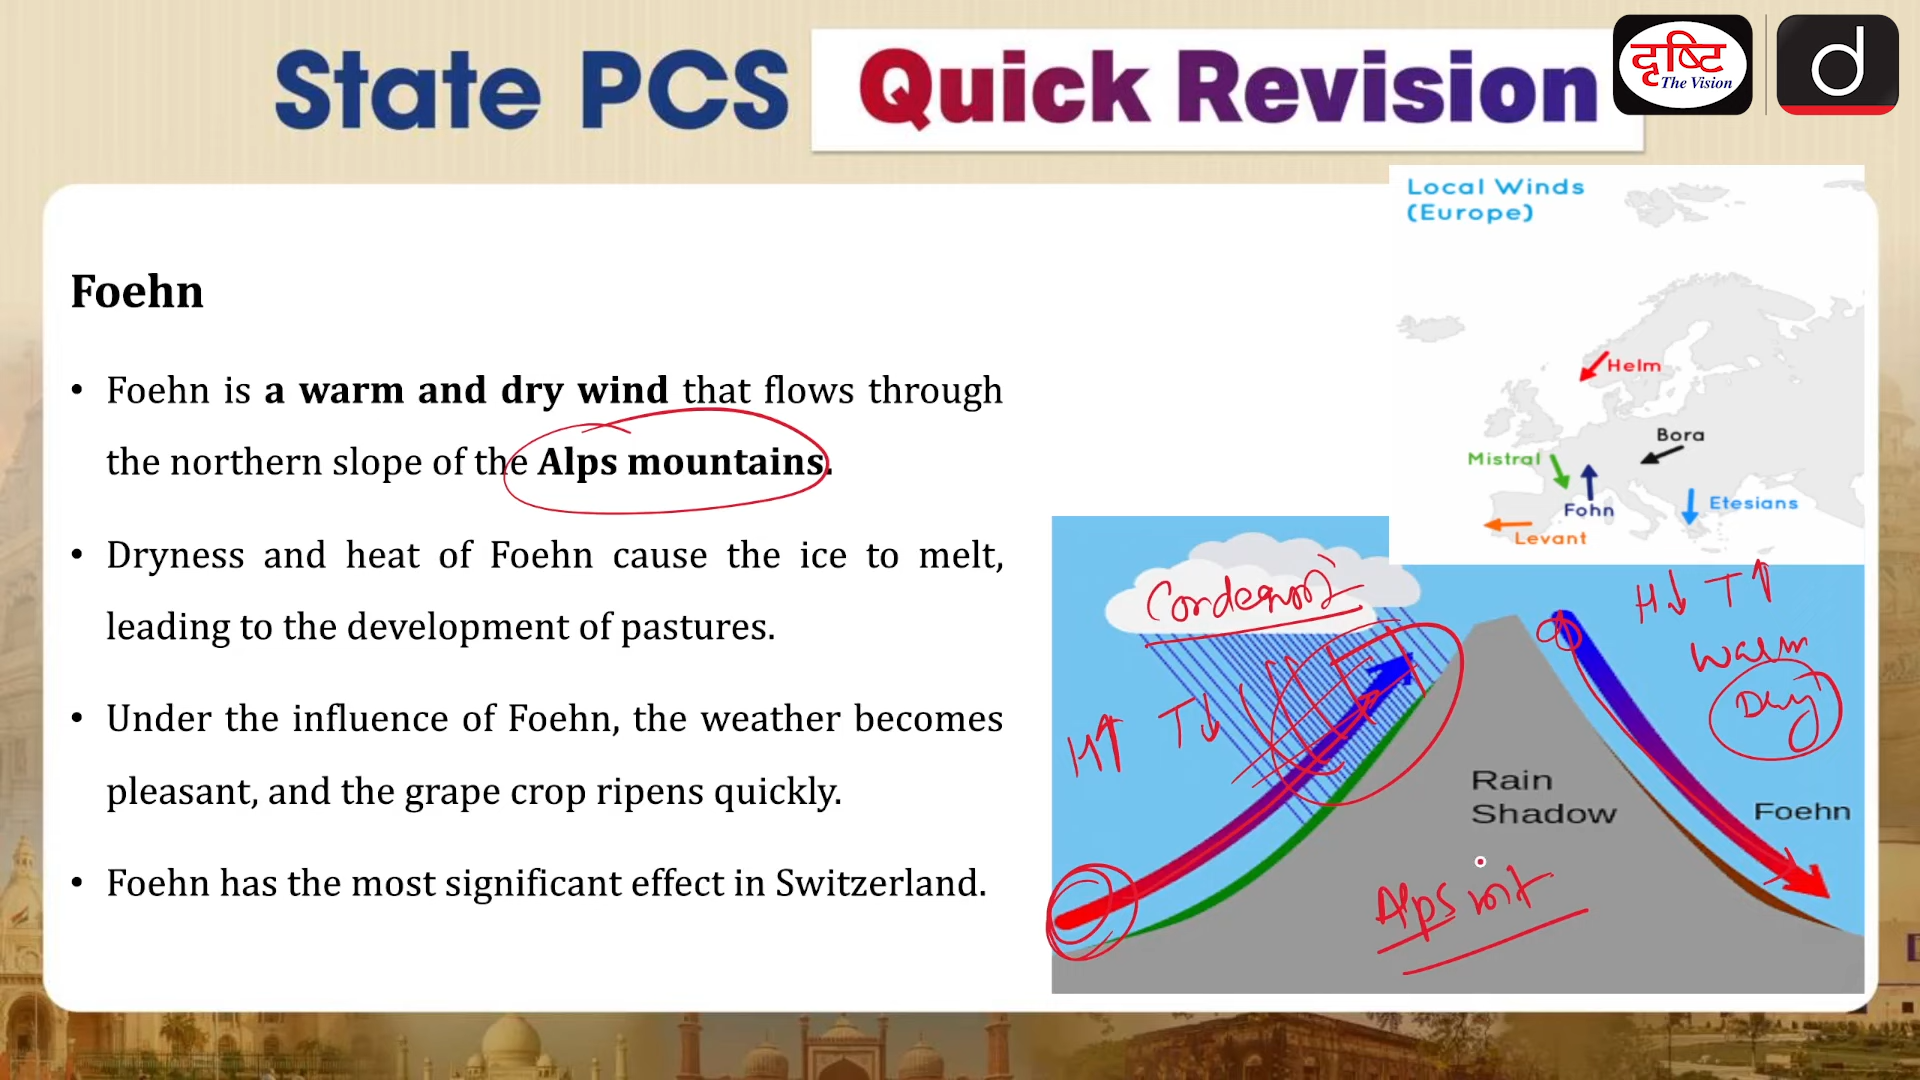 State PCS Quick Revision
दृष्टि
The Vision
d
Local Winds
(Europe)
Helm
Bora
Mistral
Fohn
Etesians
Levant
Foehn
• Foehn is a warm and dry wind that flows through
the northern slope of the Alps mountains.
• Dryness and heat of Foehn cause the ice to melt,
leading to the development of pastures.
• Under the influence of Foehn, the weather becomes
pleasant, and the grape crop ripens quickly.
• Foehn has the most significant effect in Switzerland.
H↑ T↓
H↓ T↑
Warm
Dry
Rain
Shadow
Foehn
Alps